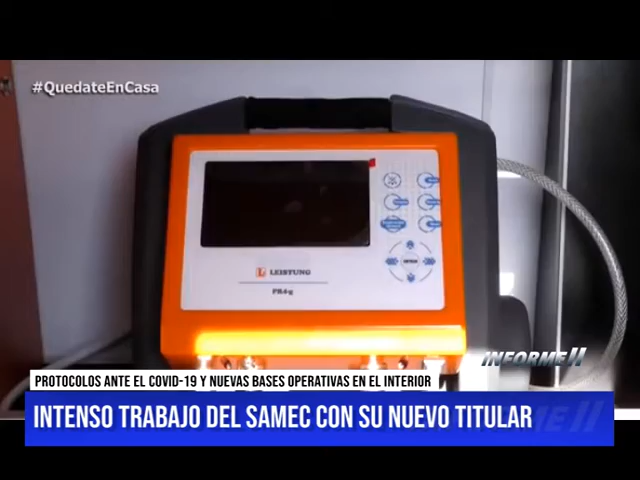 #QuedateEnCasa
LEISTUNG
PR4-g
INFORME 11
PROTOCOLOS ANTE EL COVID-19 Y NUEVAS BASES OPERATIVAS EN EL INTERIOR
INTENSO TRABAJO DEL SAMEC CON SU NUEVO TITULAR